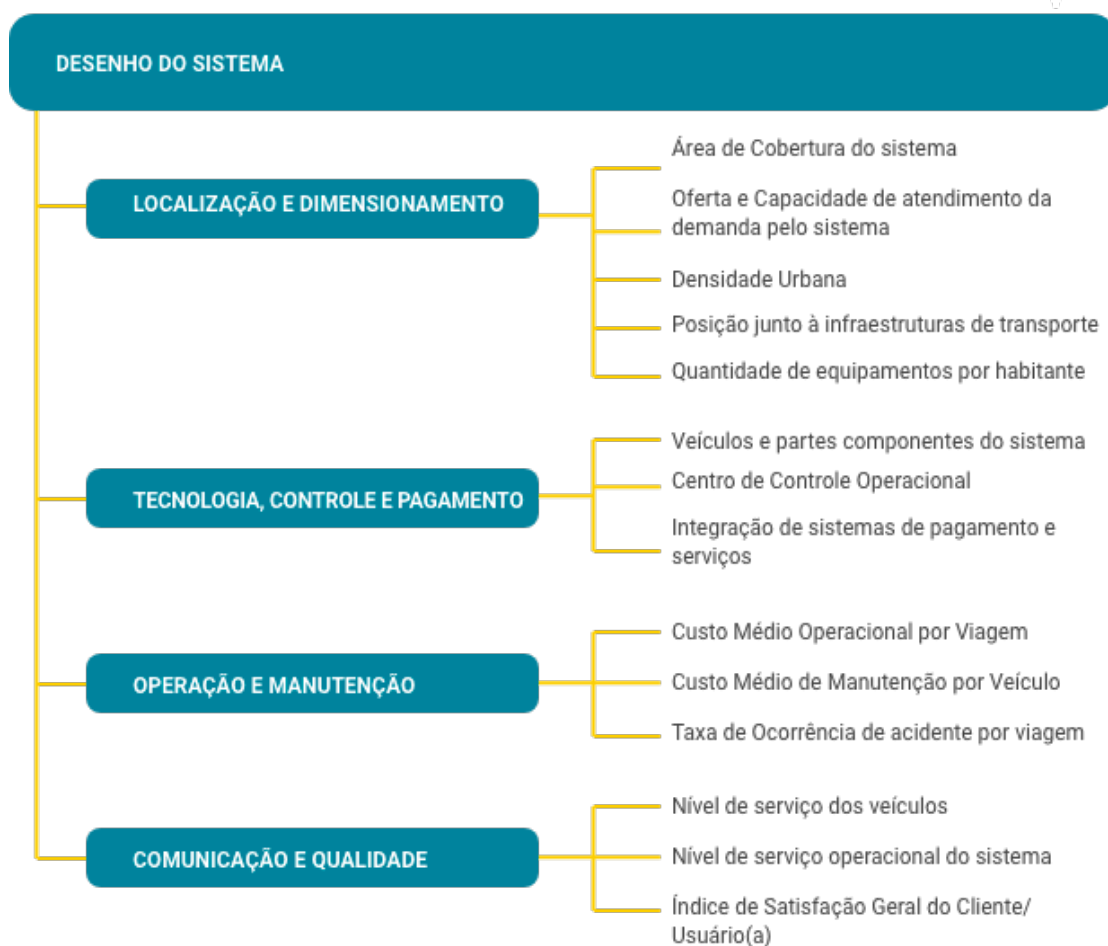 DESENHO DO SISTEMA
LOCALIZAÇÃO E DIMENSIONAMENTO
Área de Cobertura do sistema
Oferta e Capacidade de atendimento da
demanda pelo sistema
Densidade Urbana
Posição junto à infraestruturas de transporte
Quantidade de equipamentos por habitante
TECNOLOGIA, CONTROLE E PAGAMENTO
Veículos e partes componentes do sistema
Centro de Controle Operacional
Integração de sistemas de pagamento e
serviços
OPERAÇÃO E MANUTENÇÃO
Custo Médio Operacional por Viagem
Custo Médio de Manutenção por Veículo
Taxa de Ocorrência de acidente por viagem
COMUNICAÇÃO E QUALIDADE
Nível de serviço dos veículos
Nível de serviço operacional do sistema
Índice de Satisfação Geral do Cliente/
Usuário(a)